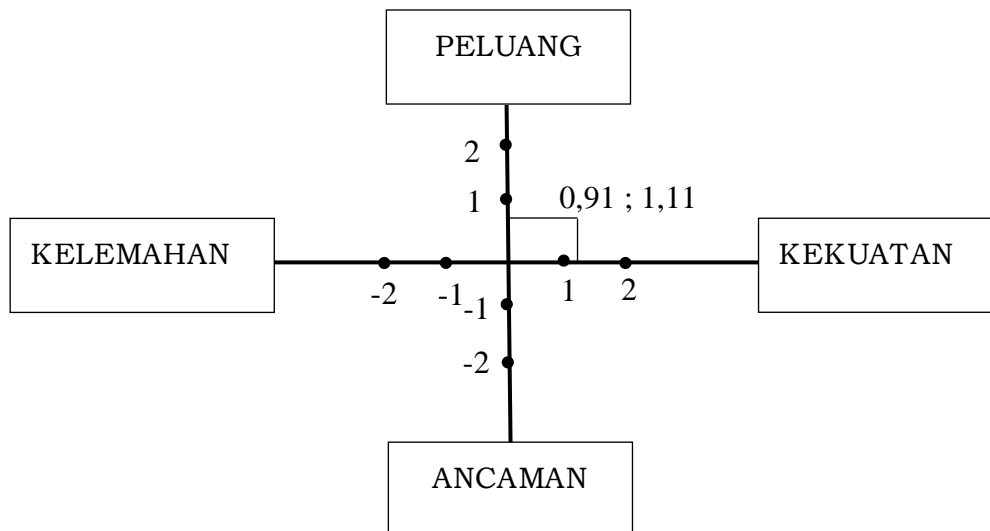 PELUANG
2
1
0,91 ; 1,11
KELEMAHAN
KEKUATAN
-2
-1
-1
1
2
-2
ANCAMAN